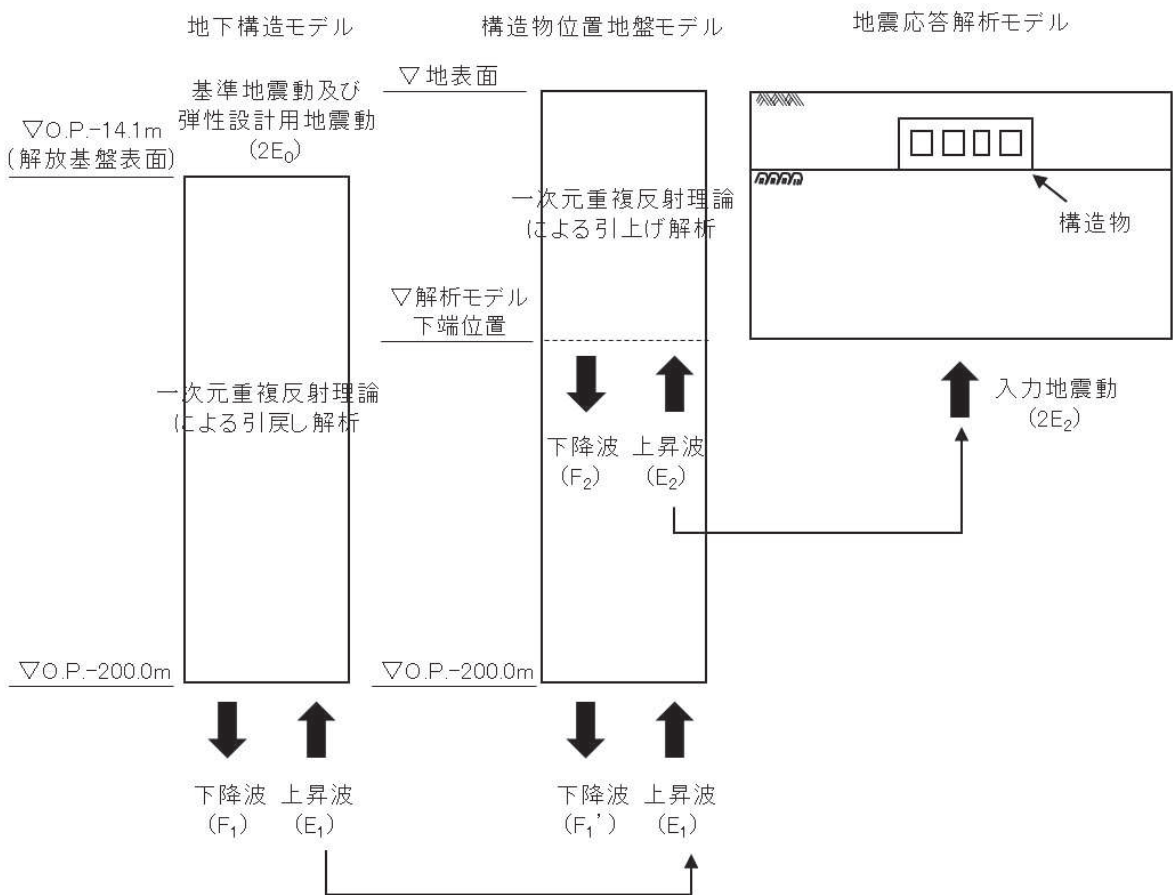 地下構造モデル
基準地震動及び
弾性設計用地震動
(2E₀)
▽O.P.-14.1m
(解放基盤表面)
一次元重複反射理論
による引戻し解析
▽O.P.-200.0m
下降波
(F₁)
上昇波
(E₁)
構造物位置地盤モデル
▽地表面
一次元重複反射理論
による引上げ解析
▽解析モデル
下端位置
下降波
(F₂)
上昇波
(E₂)
▽O.P.-200.0m
下降波
(F₁’)
上昇波
(E₁)
地震応答解析モデル
構造物
入力地震動
(2E₂)